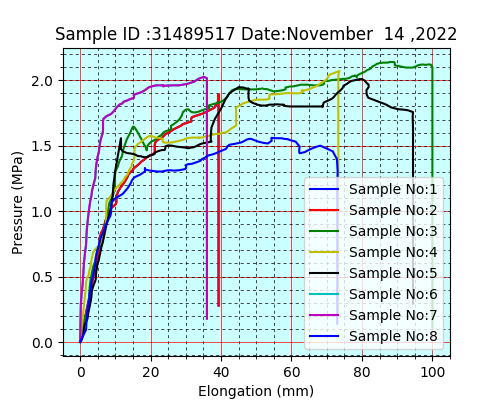 Sample ID :31489517 Date:November  14 ,2022
Pressure (MPa)
2.0
1.5
1.0
0.5
0.0
0 20 40 60 80 100
Elongation (mm)
Sample No:1
Sample No:2
Sample No:3
Sample No:4
Sample No:5
Sample No:6
Sample No:7
Sample No:8